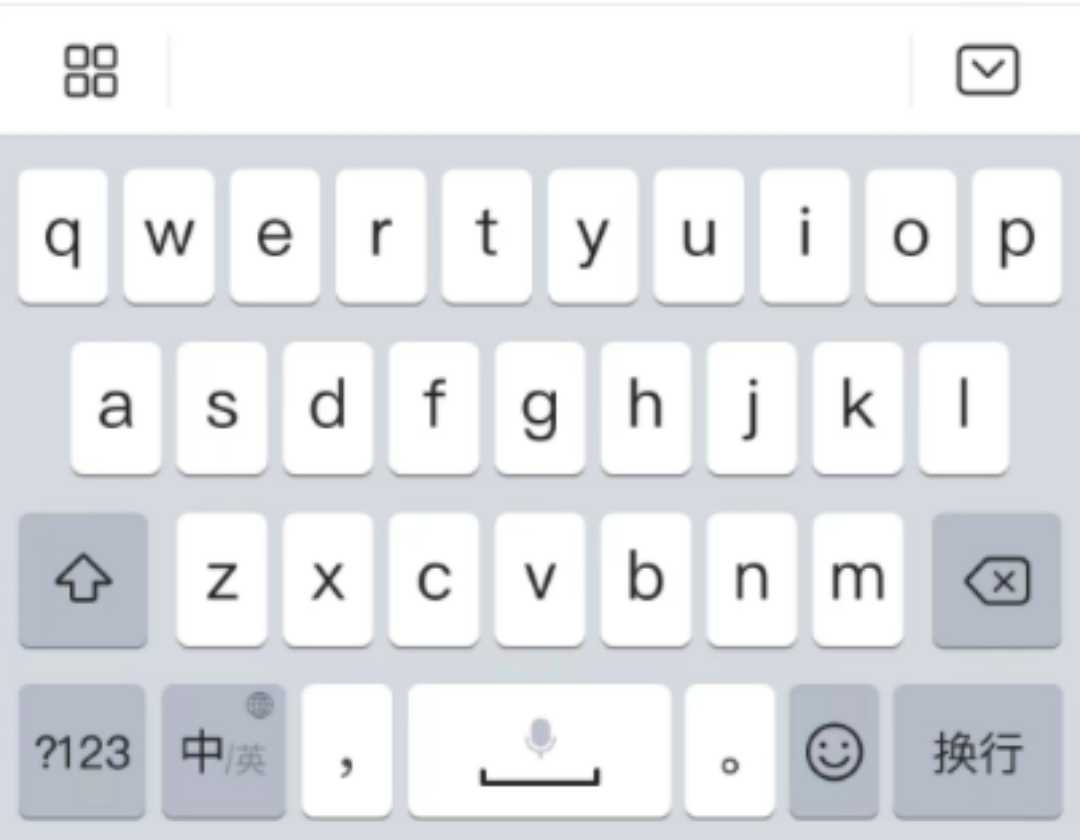 q w e r t y u i o p
a s d f g h j k l
z x c v b n m
?123 中/英 , 。 换行